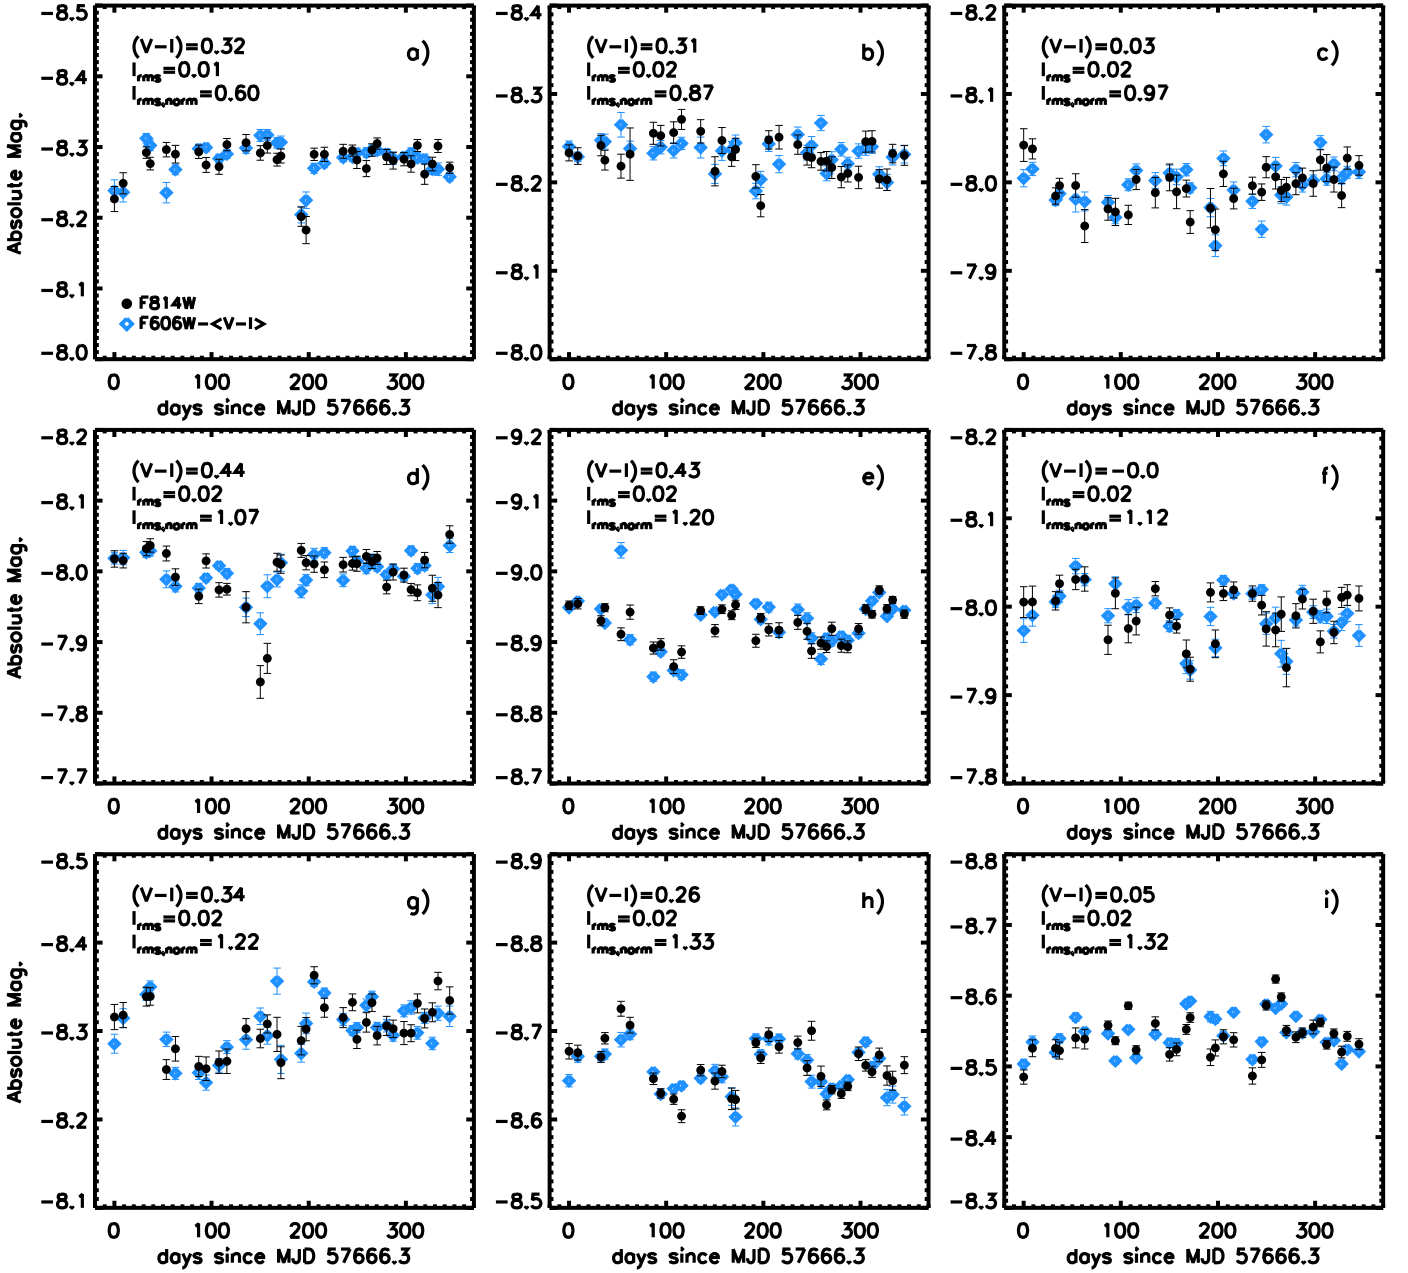 (V-I)=0.32
a)
I_rms=0.01
I_rms,norm=0.60
F814W
F606W-<V-I>
-8.5
-8.4
-8.3
-8.2
-8.1
-8.0
Absolute Mag.
0 100 200 300
days since MJD 57666.3
(V-I)=0.31
b)
I_rms=0.02
I_rms,norm=0.87
-8.4
-8.3
-8.2
-8.1
-8.0
0 100 200 300
days since MJD 57666.3
(V-I)=0.03
c)
I_rms=0.02
I_rms,norm=0.97
-8.2
-8.1
-8.0
-7.9
-7.8
0 100 200 300
days since MJD 57666.3
(V-I)=0.44
d)
I_rms=0.02
I_rms,norm=1.07
-8.2
-8.1
-8.0
-7.9
-7.8
-7.7
Absolute Mag.
0 100 200 300
days since MJD 57666.3
(V-I)=0.43
e)
I_rms=0.02
I_rms,norm=1.20
-9.2
-9.1
-9.0
-8.9
-8.8
-8.7
0 100 200 300
days since MJD 57666.3
(V-I)=-0.0
f)
I_rms=0.02
I_rms,norm=1.12
-8.2
-8.1
-8.0
-7.9
-7.8
0 100 200 300
days since MJD 57666.3
(V-I)=0.34
g)
I_rms=0.02
I_rms,norm=1.22
-8.5
-8.4
-8.3
-8.2
-8.1
Absolute Mag.
0 100 200 300
days since MJD 57666.3
(V-I)=0.26
h)
I_rms=0.02
I_rms,norm=1.33
-8.9
-8.8
-8.7
-8.6
-8.5
0 100 200 300
days since MJD 57666.3
(V-I)=0.05
i)
I_rms=0.02
I_rms,norm=1.32
-8.8
-8.7
-8.6
-8.5
-8.4
-8.3
0 100 200 300
days since MJD 57666.3